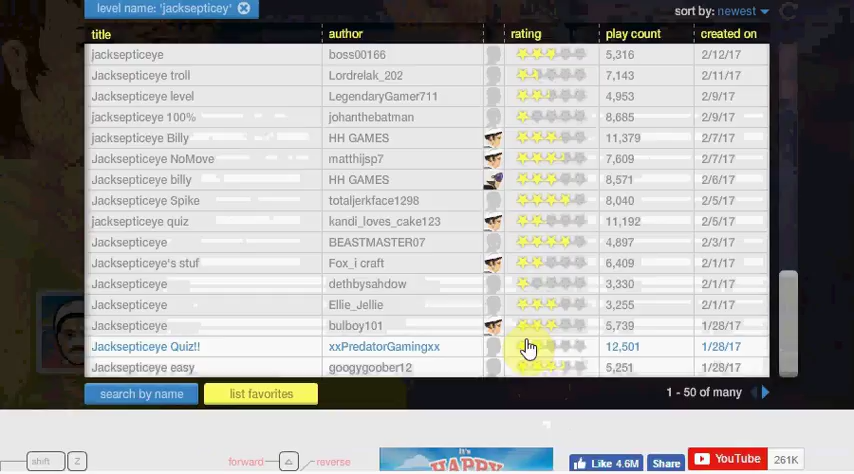 level name: 'jacksepticey'
sort by: newest
title author rating play count created on
jacksepticeye boss00166 5,316 2/12/17
Jacksepticeye troll Lordrelak_202 7,143 2/11/17
Jacksepticeye level LegendaryGamer711 4,953 2/9/17
jacksepticeye 100% johanthebatman 8,685 2/9/17
jacksepticeye Billy HH GAMES 11,379 2/7/17
Jacksepticeye NoMove matthijsp7 7,609 2/7/17
Jacksepticeye billy HH GAMES 8,571 2/6/17
Jacksepticeye Spike totaljerkface1298 8,040 2/5/17
jacksepticeye quiz kandi_loves_cake123 11,192 2/5/17
Jacksepticeye BEASTMASTER07 4,897 2/3/17
Jacksepticeye's stuf Fox_i craft 6,409 2/1/17
Jacksepticeye dethbysahdow 3,330 2/1/17
Jacksepticeye Ellie_Jellie 3,255 2/1/17
Jacksepticeye bulboy101 5,739 1/28/17
Jacksepticeye Quiz!! xxPredatorGamingxx 12,501 1/28/17
Jacksepticeye easy googygoober12 5,251 1/28/17
search by name list favorites 1 - 50 of many
shift Z forward reverse
It's HAPPY
Like 4.6M Share YouTube 261K